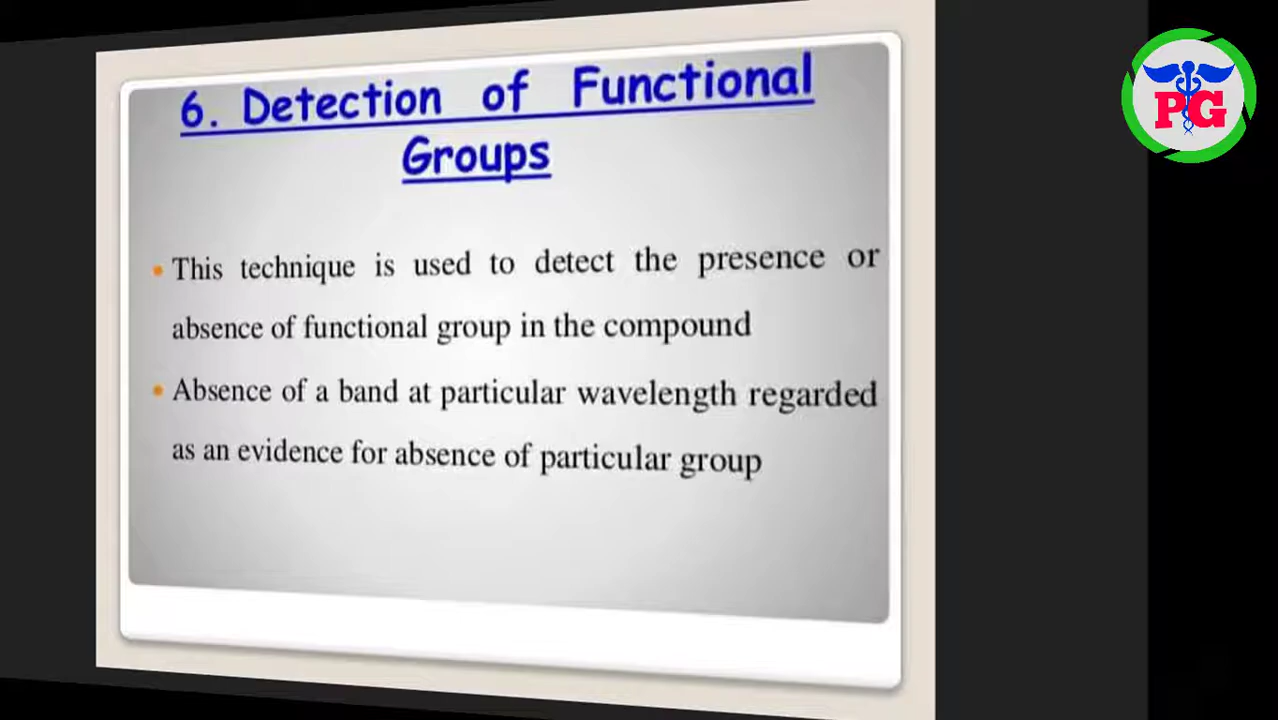 6. Detection of Functional
Groups
• This technique is used to detect the presence or
absence of functional group in the compound
• Absence of a band at particular wavelength regarded
as an evidence for absence of particular group
PG